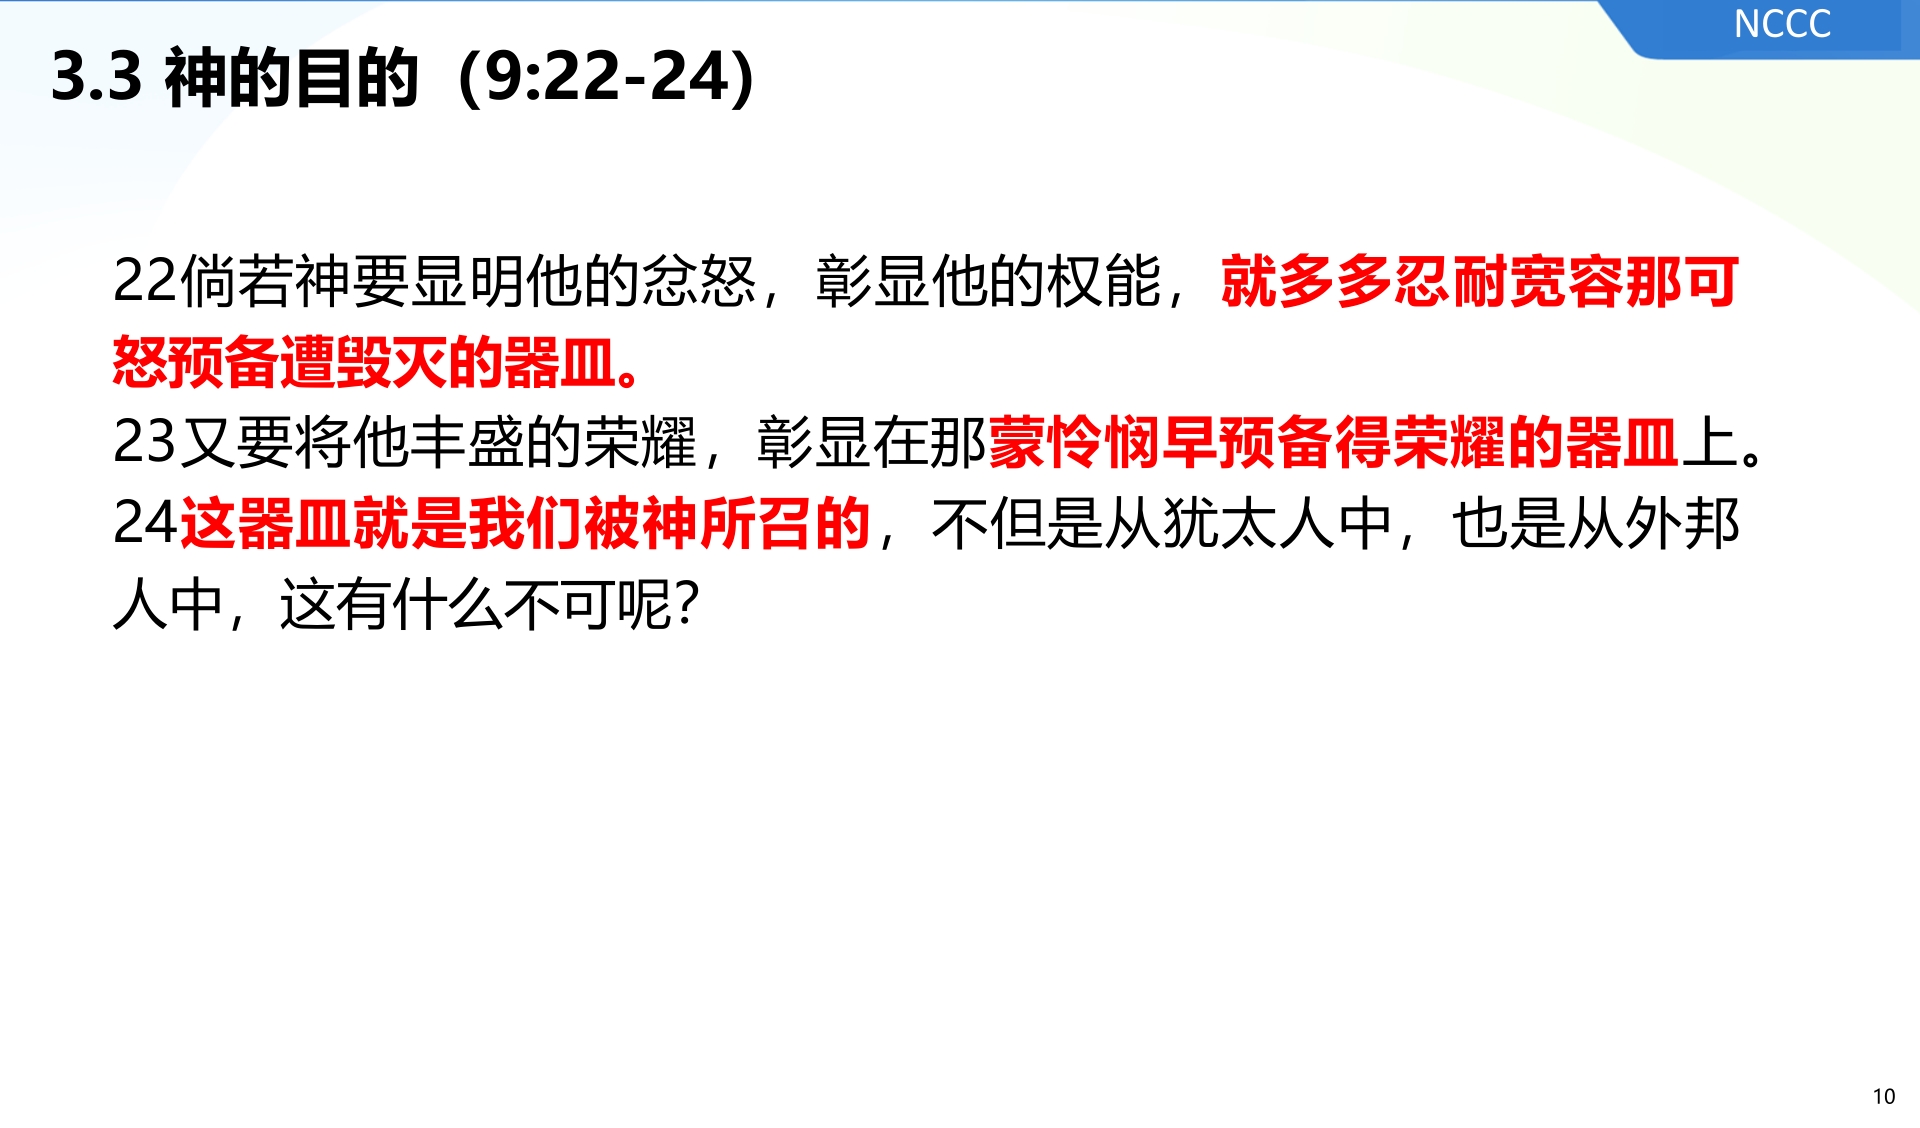 NCCC
3.3 神的目的（9:22-24）
22倘若神要显明他的忿怒，彰显他的权能，就多多忍耐宽容那可
怒预备遭毁灭的器皿。
23又要将他丰盛的荣耀，彰显在那蒙怜悯早预备得荣耀的器皿上。
24这器皿就是我们被神所召的，不但是从犹太人中，也是从外邦
人中，这有什么不可呢？
10